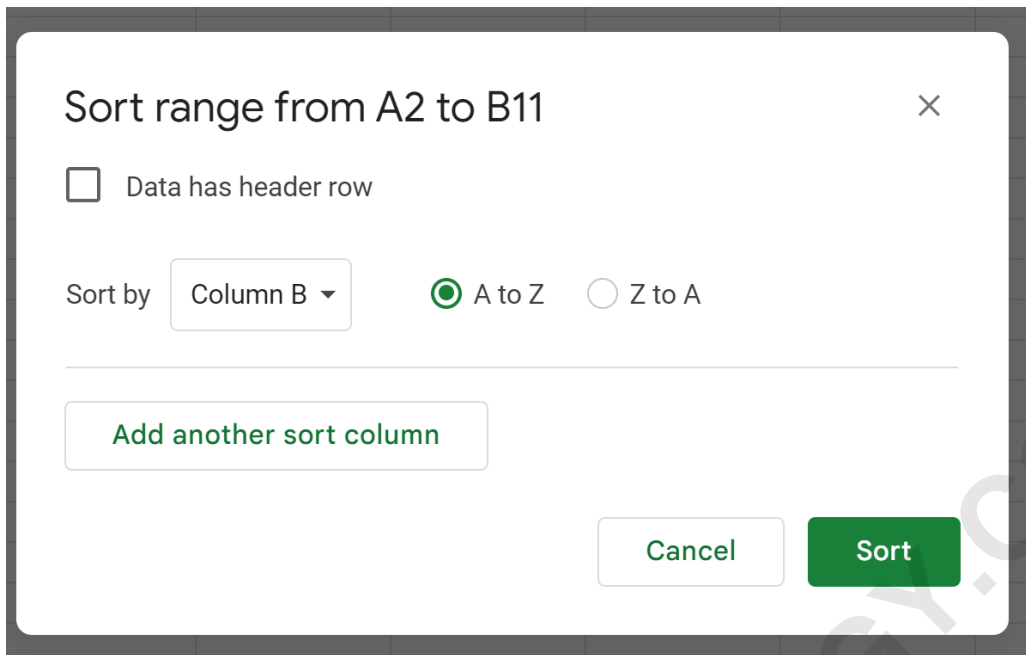 Sort range from A2 to B11
Data has header row
Sort by Column B A to Z Z to A
Add another sort column
Cancel Sort
GY.C